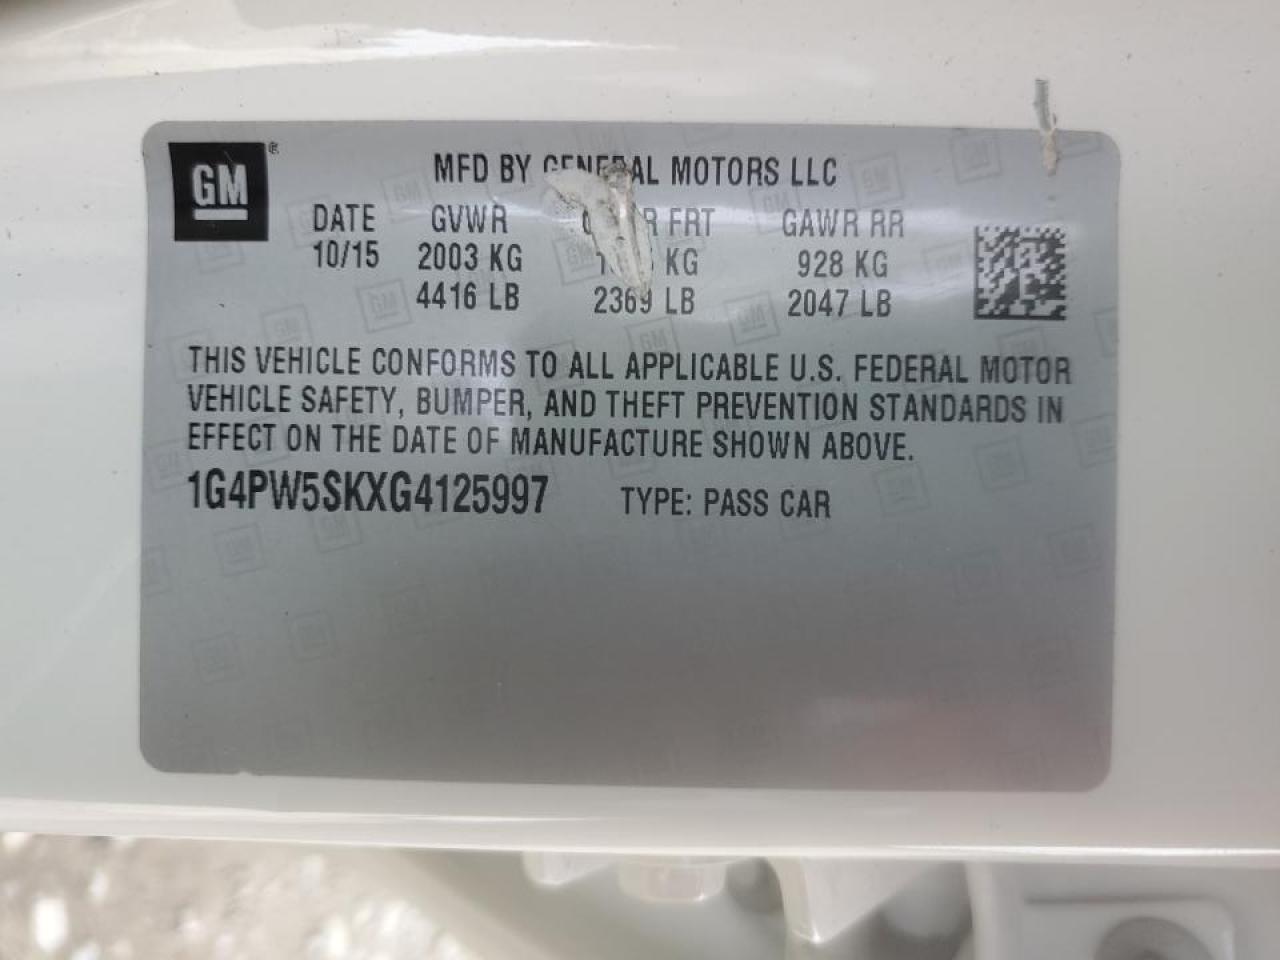 GM ®
MFD BY GENERAL MOTORS LLC
DATE GVWR FRT GAWR RR
10/15 2003 KG KG 928 KG
4416 LB 2369 LB 2047 LB
THIS VEHICLE CONFORMS TO ALL APPLICABLE U.S. FEDERAL MOTOR
VEHICLE SAFETY, BUMPER, AND THEFT PREVENTION STANDARDS IN
EFFECT ON THE DATE OF MANUFACTURE SHOWN ABOVE.
1G4PW5SKXG4125997 TYPE: PASS CAR